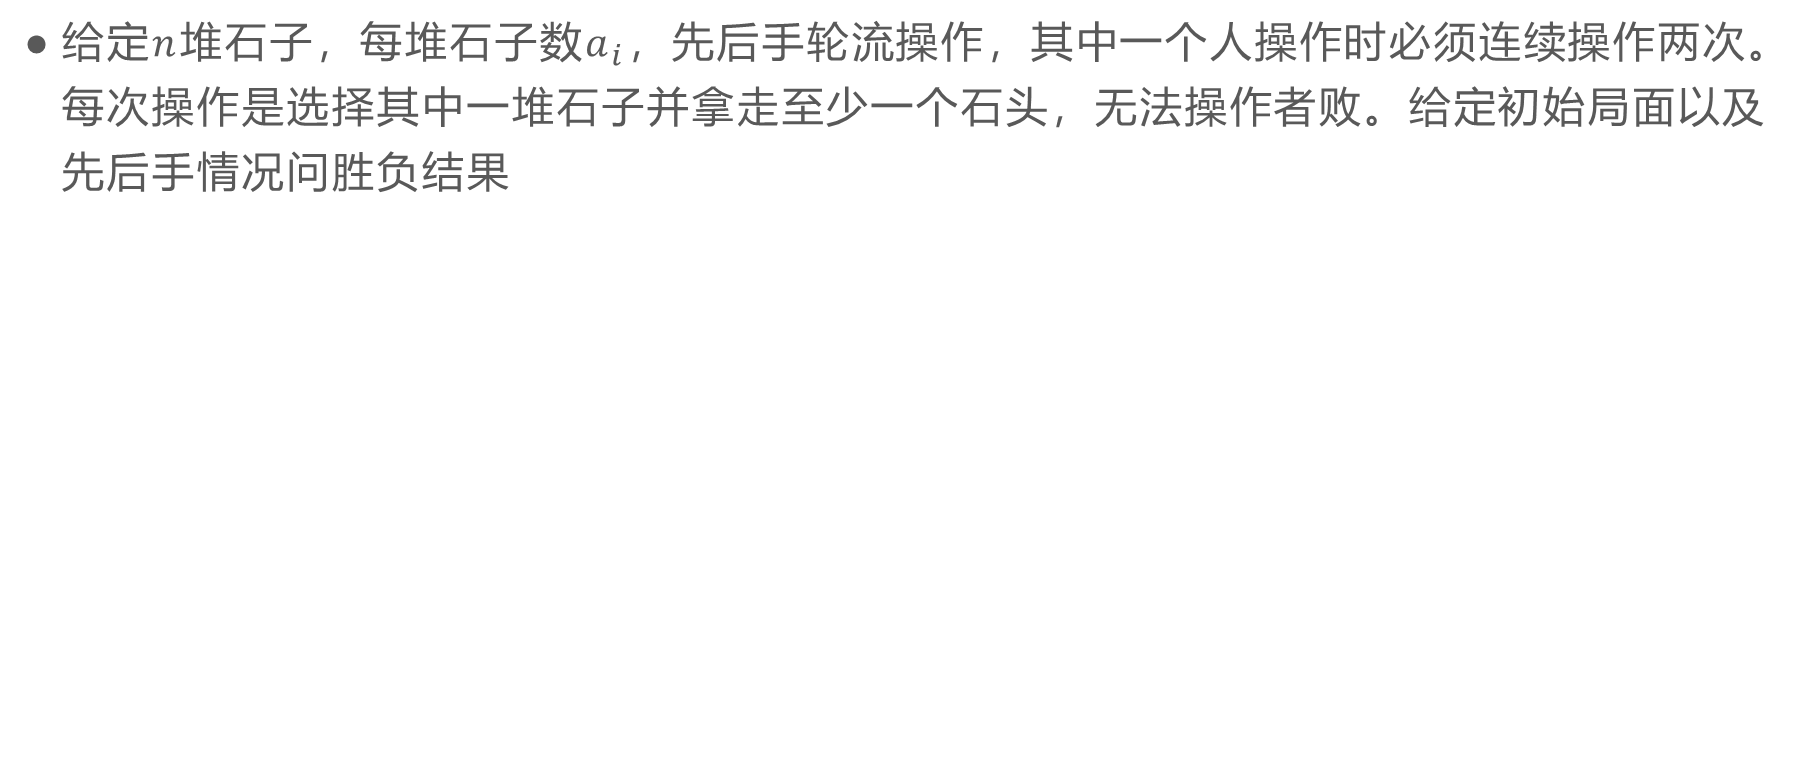 • 给定n堆石子，每堆石子数a_i，先后手轮流操作，其中一个人操作时必须连续操作两次。
每次操作是选择其中一堆石子并拿走至少一个石头，无法操作者败。给定初始局面以及
先后手情况问胜负结果